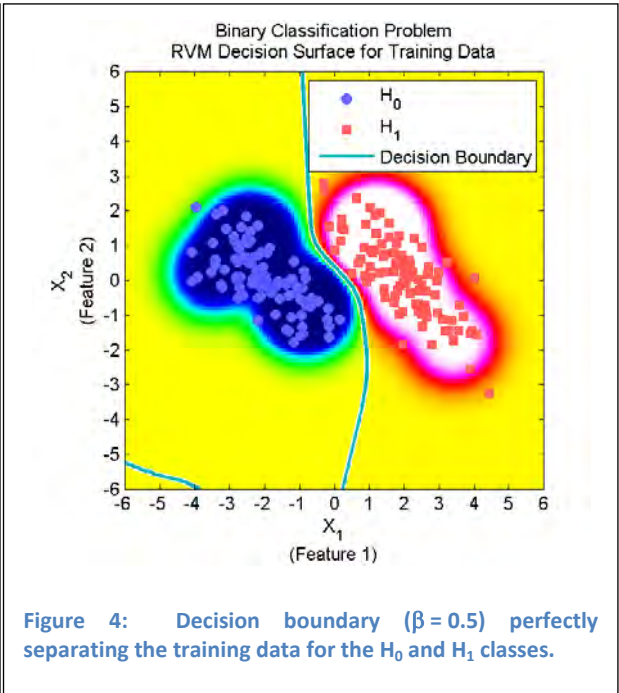 Binary Classification Problem
RVM Decision Surface for Training Data
6
5
4
3
2
1
0
-1
-2
-3
-4
-5
-6
X2
(Feature 2)
H0
H1
Decision Boundary
-6 -5 -4 -3 -2 -1 0 1 2 3 4 5 6
X1
(Feature 1)
Figure 4: Decision boundary (β = 0.5) perfectly
separating the training data for the H0 and H1 classes.